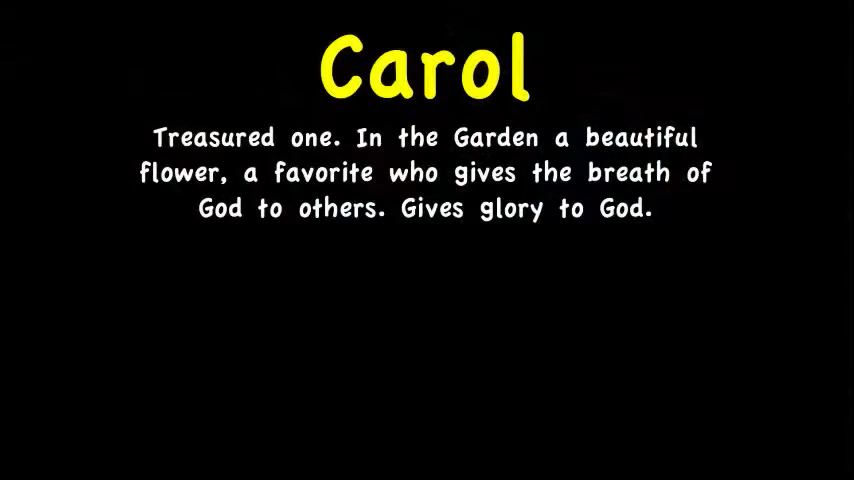 Carol
Treasured one. In the Garden a beautiful
flower, a favorite who gives the breath of
God to others. Gives glory to God.